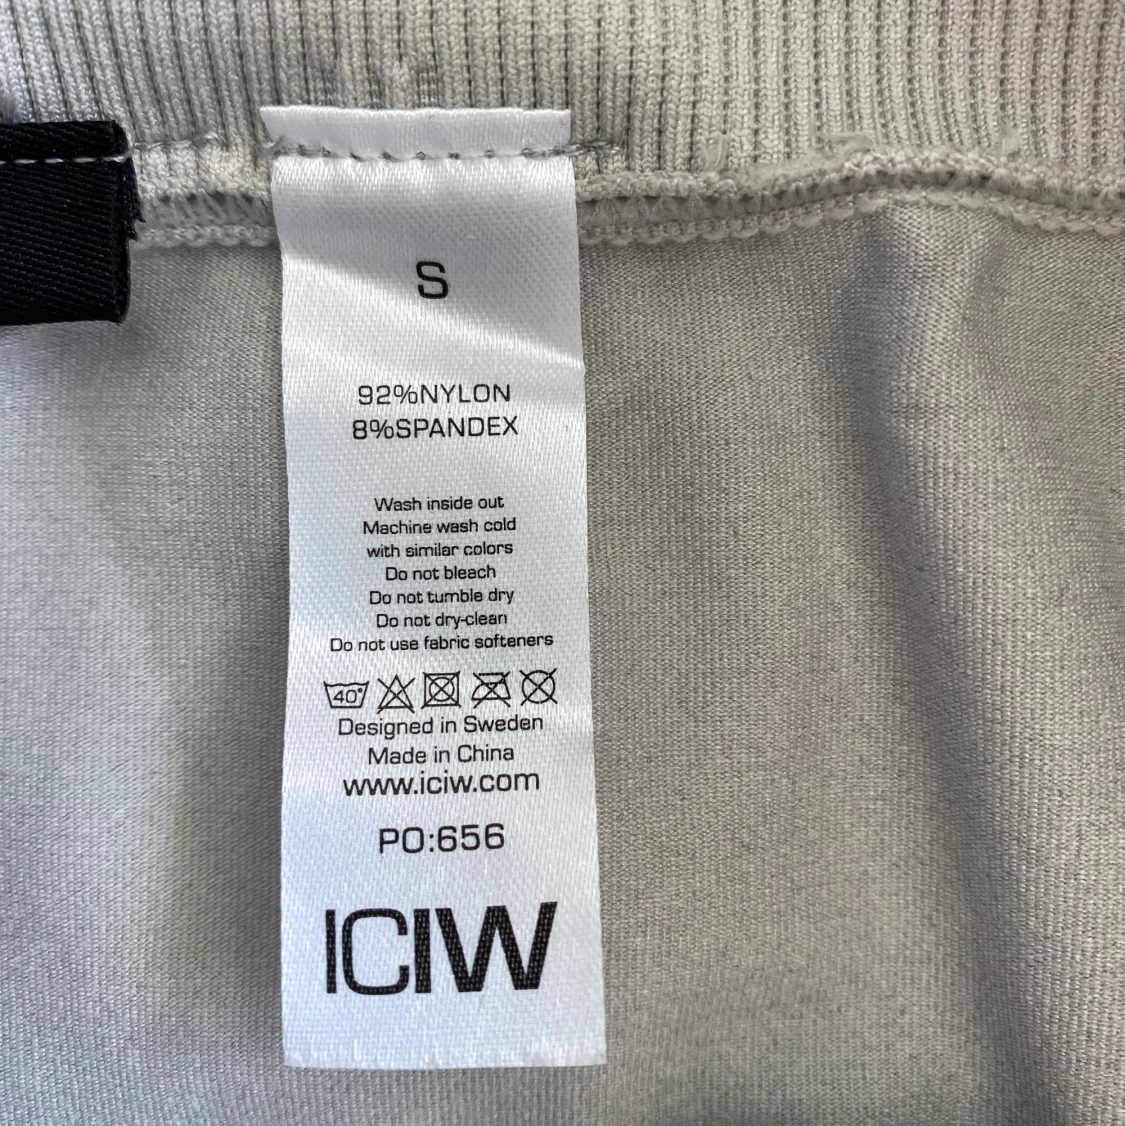 S
92%NYLON
8%SPANDEX
Wash inside out
Machine wash cold
with similar colors
Do not bleach
Do not tumble dry
Do not dry-clean
Do not use fabric softeners
40°
Designed in Sweden
Made in China
www.iciw.com
PO:656
ICIW